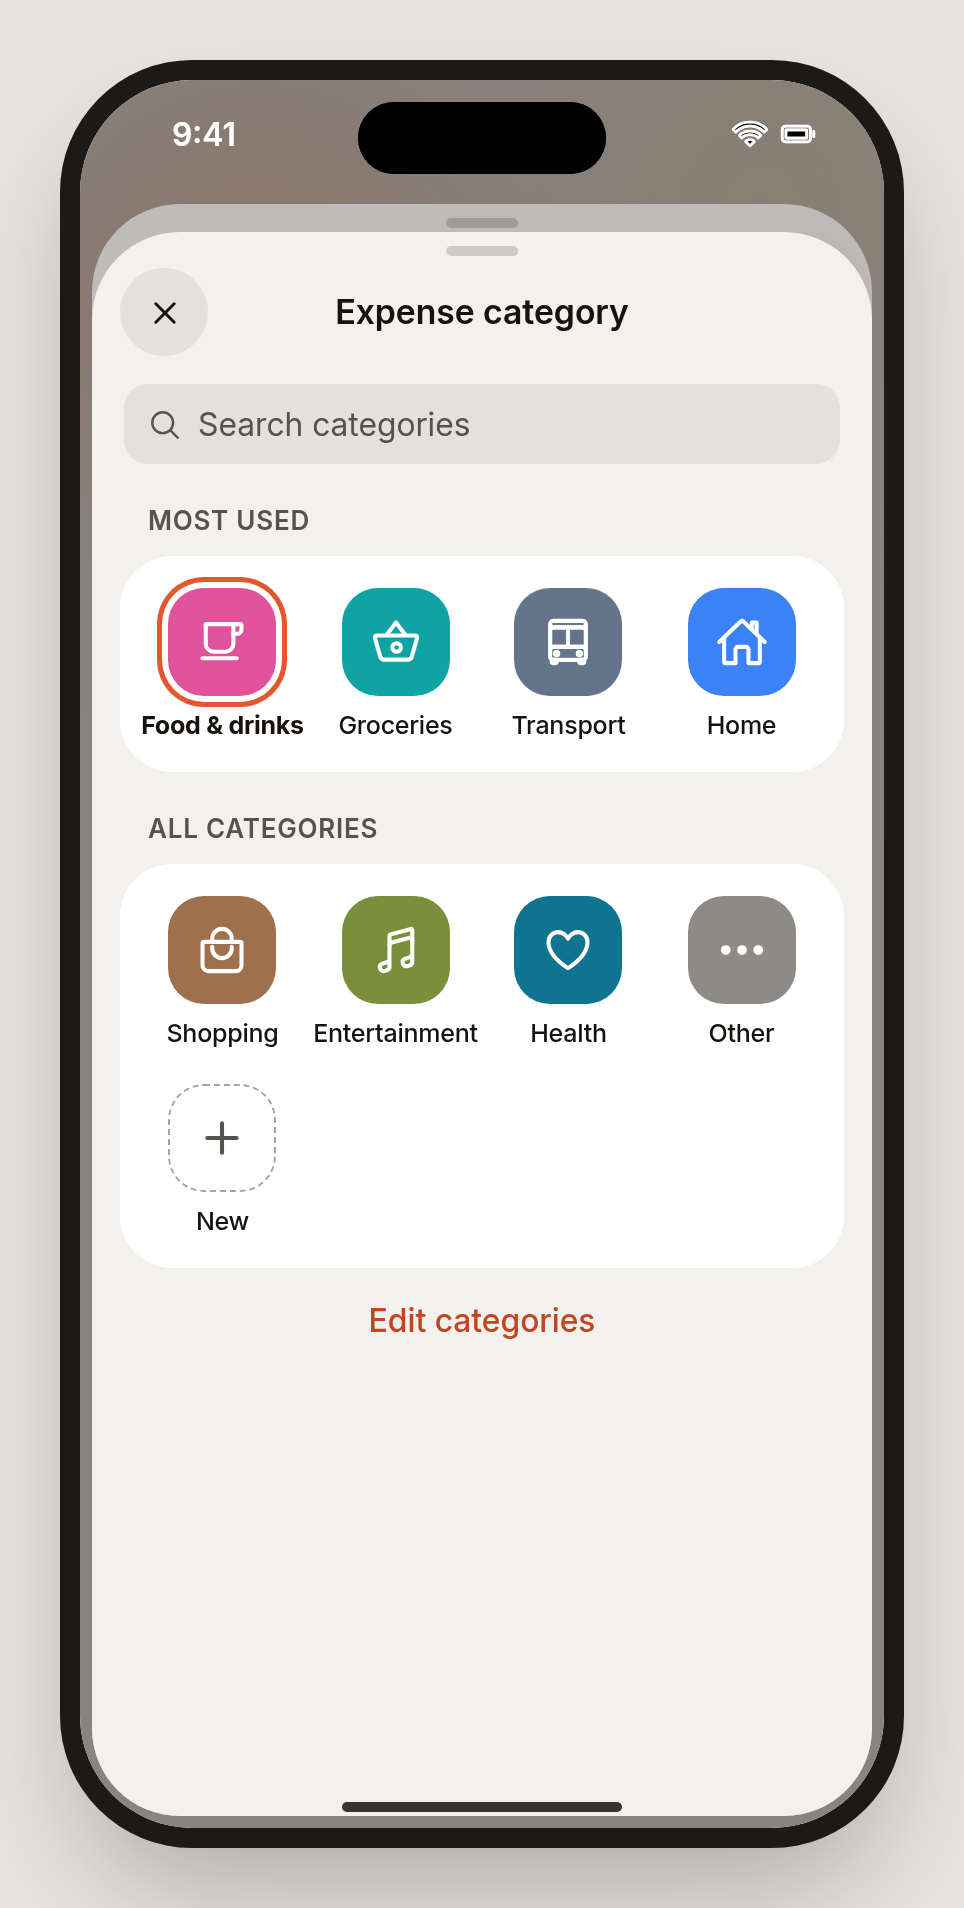 9:41
Expense category
Search categories
MOST USED
Food & drinks Groceries Transport Home
ALL CATEGORIES
Shopping Entertainment Health Other
New
Edit categories